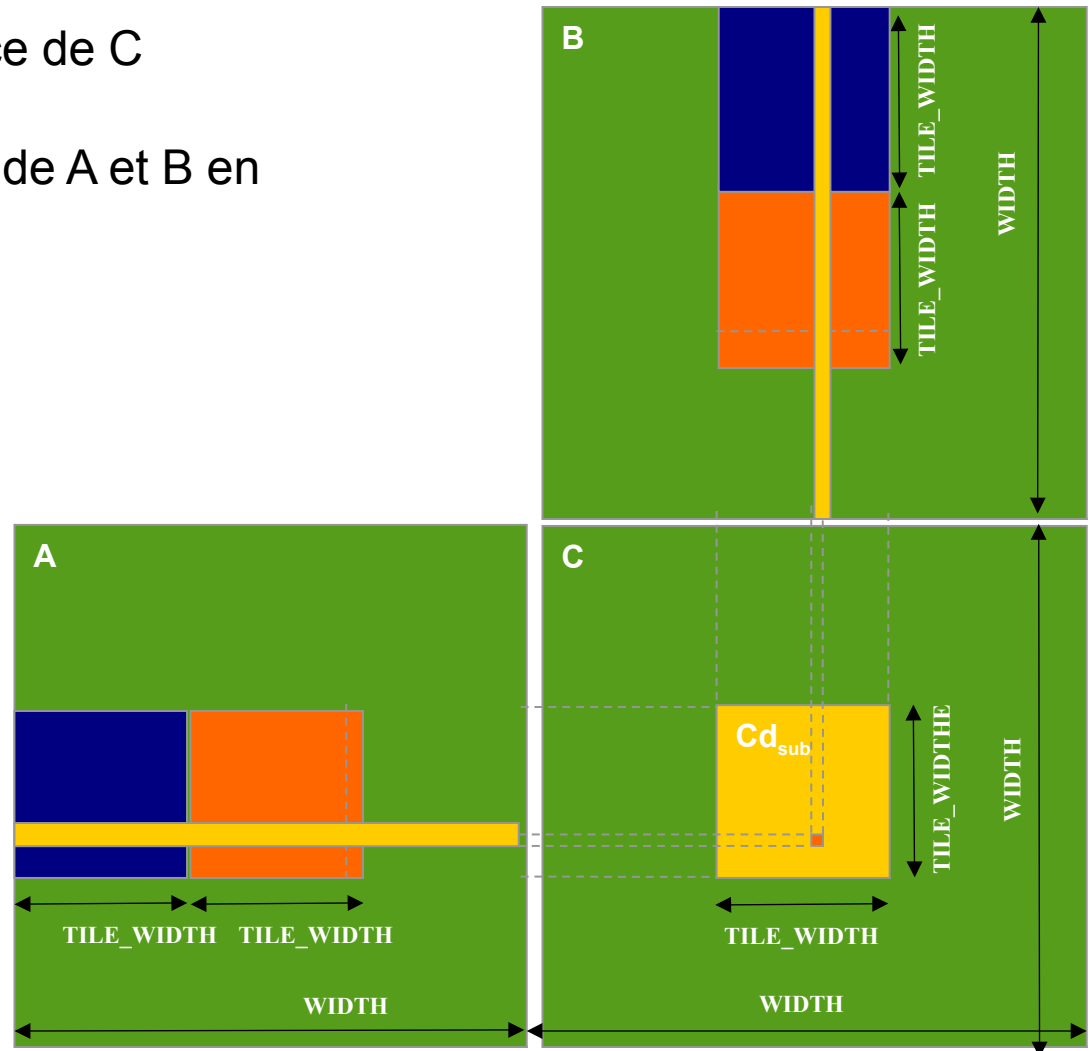 ce de C
de A et B en
B
TILE_WIDTH
TILE_WIDTH
WIDTH
A
TILE_WIDTH TILE_WIDTH
WIDTH
C
Cdsub
TILE_WIDTHE
WIDTH
TILE_WIDTH
WIDTH